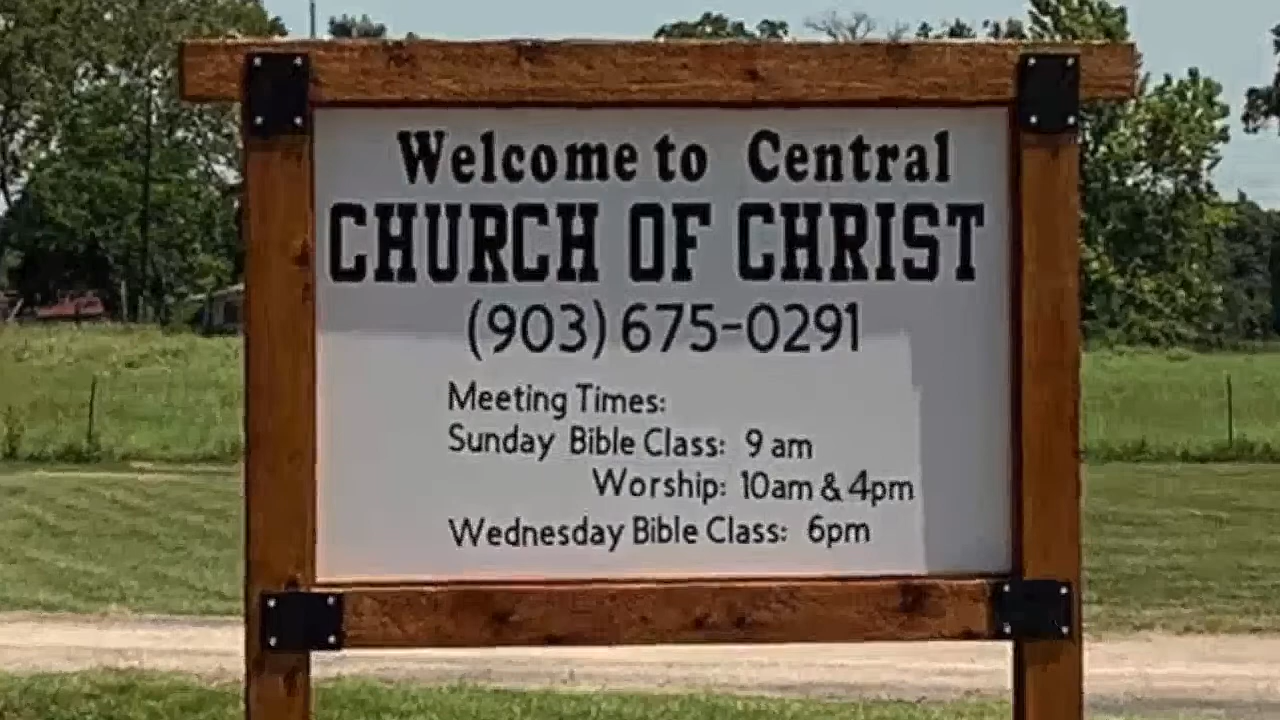 Welcome to Central
CHURCH OF CHRIST
(903) 675-0291
Meeting Times:
Sunday Bible Class: 9 am
Worship: 10am & 4pm
Wednesday Bible Class: 6pm